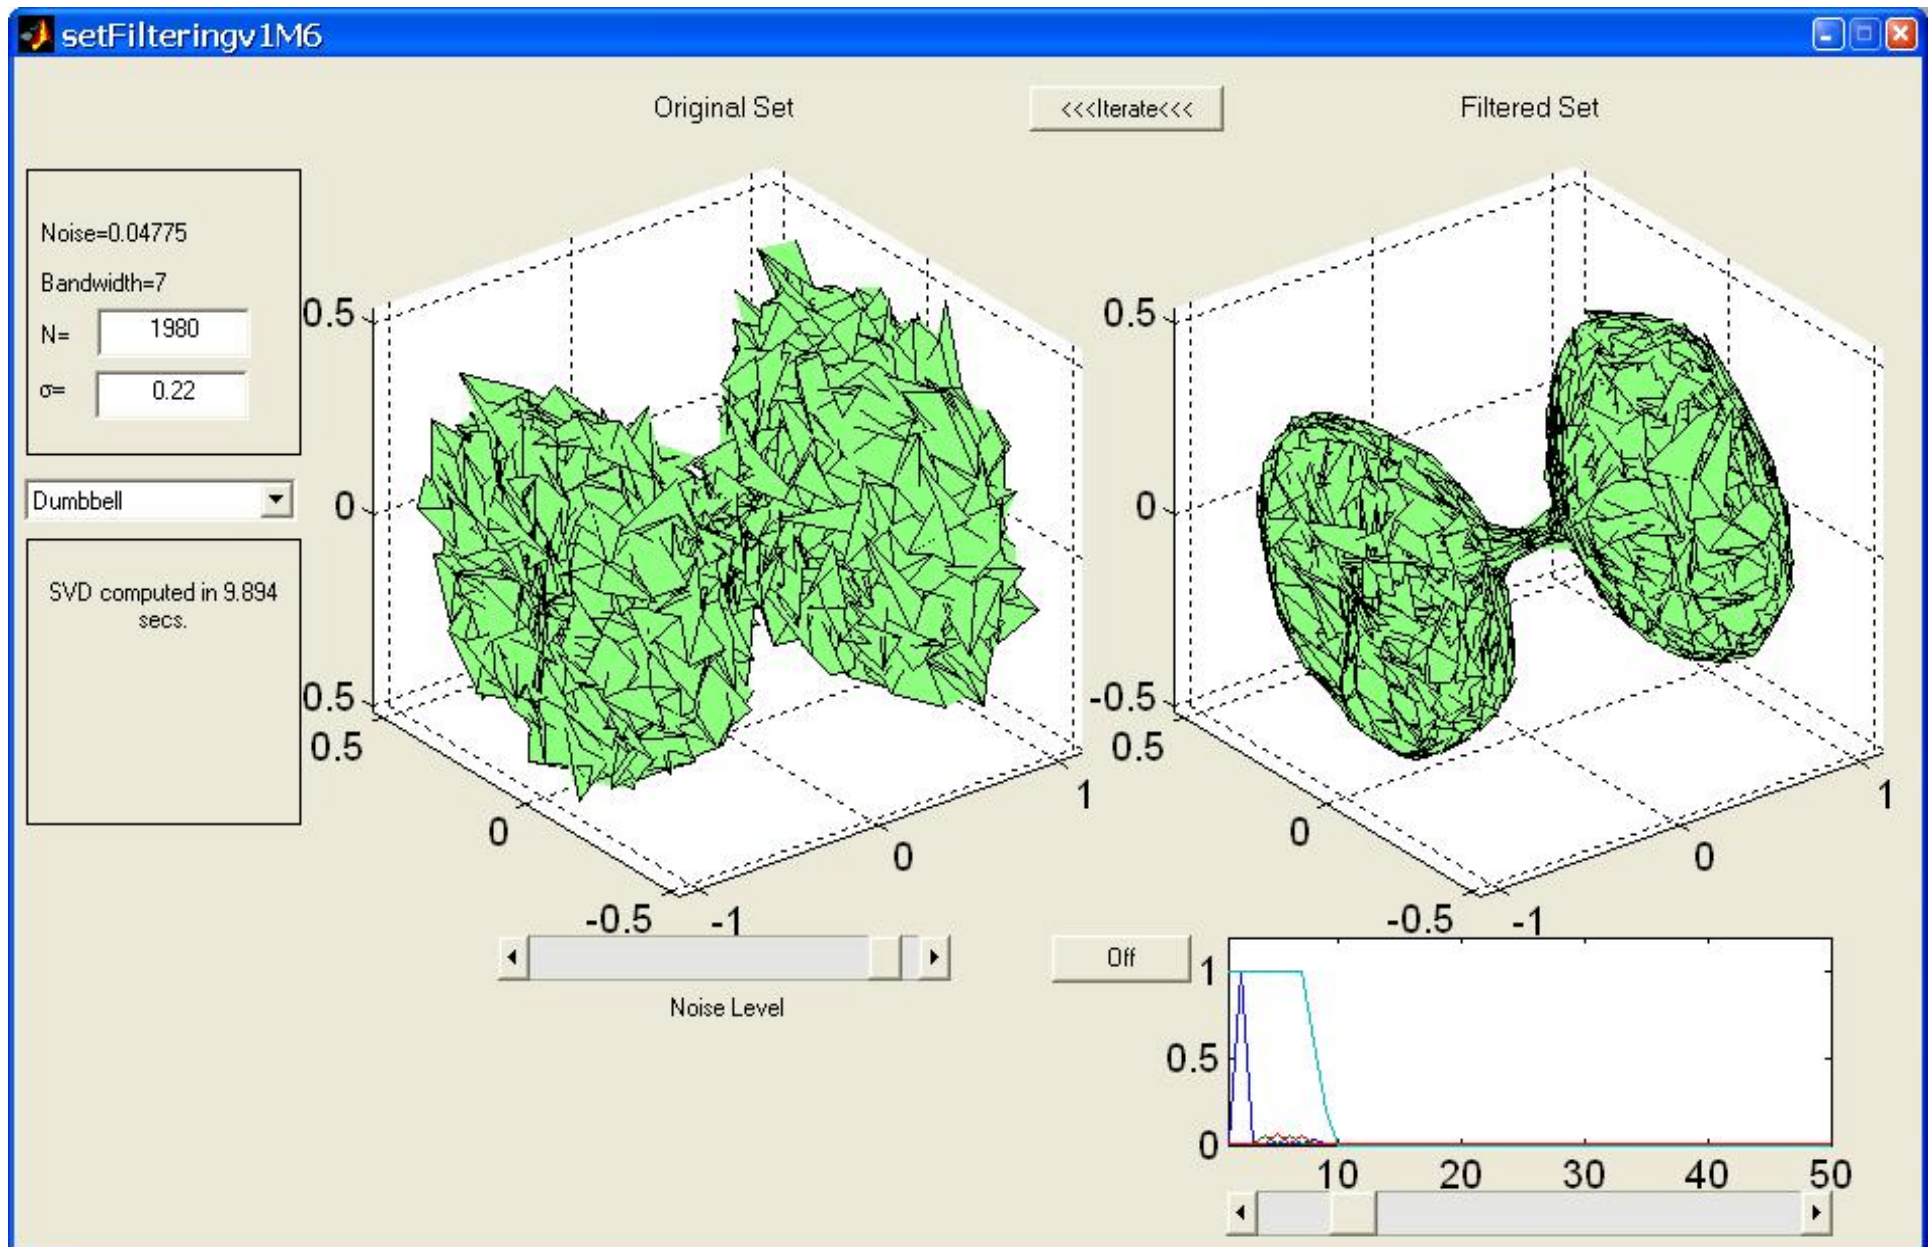 setFilteringv1M6
Original Set
<<<Iterate<<<
Filtered Set
Noise=0.04775
Bandwidth=7
N= 1980
σ= 0.22
Dumbbell
SVD computed in 9.894
secs.
0.5
0
0.5
0.5
0
-0.5
-1
0
1
0.5
0
-0.5
0.5
0
-0.5
-1
0
1
Noise Level
Off
1
0.5
0
10 20 30 40 50